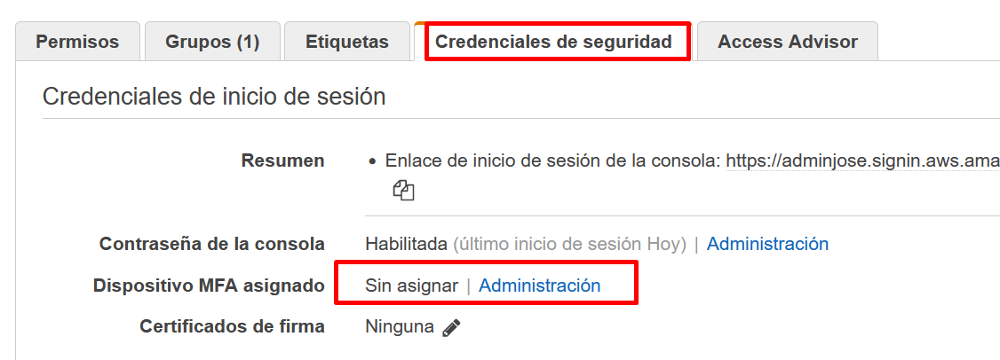 Permisos Grupos (1) Etiquetas Credenciales de seguridad Access Advisor
Credenciales de inicio de sesión
Resumen • Enlace de inicio de sesión de la consola: https://adminjose.signin.aws.ama
Contraseña de la consola Habilitada (último inicio de sesión Hoy) | Administración
Dispositivo MFA asignado Sin asignar | Administración
Certificados de firma Ninguna